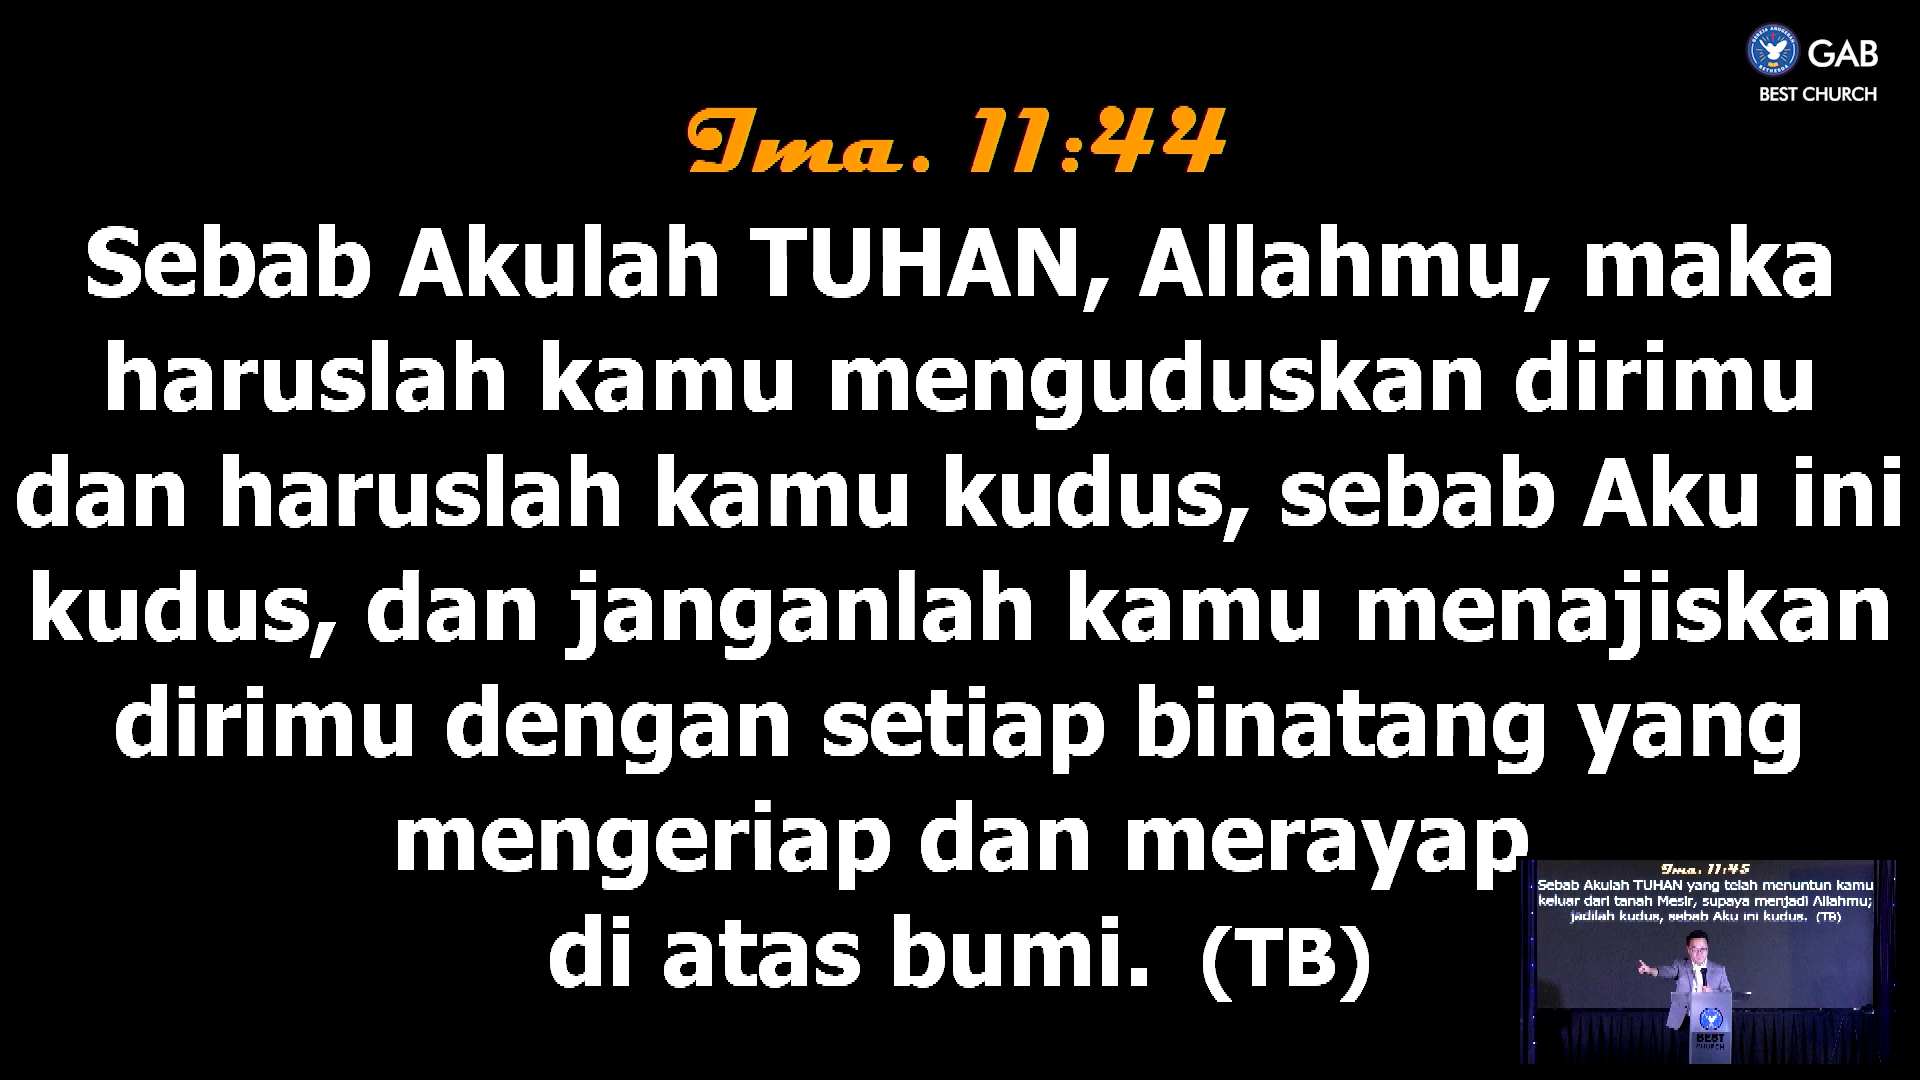 GAB
BEST CHURCH
Ima. 11:44
Sebab Akulah TUHAN, Allahmu, maka
haruslah kamu menguduskan dirimu
dan haruslah kamu kudus, sebab Aku ini
kudus, dan janganlah kamu menajiskan
dirimu dengan setiap binatang yang
mengeriap dan merayap
di atas bumi. (TB)
Ima. 11:45
Sebab Akulah TUHAN yang telah menuntun kamu
keluar dari tanah Mesir, supaya menjadi Allahmu;
jadilah kudus, sebab Aku ini kudus. (TB)
BEST
CHURCH